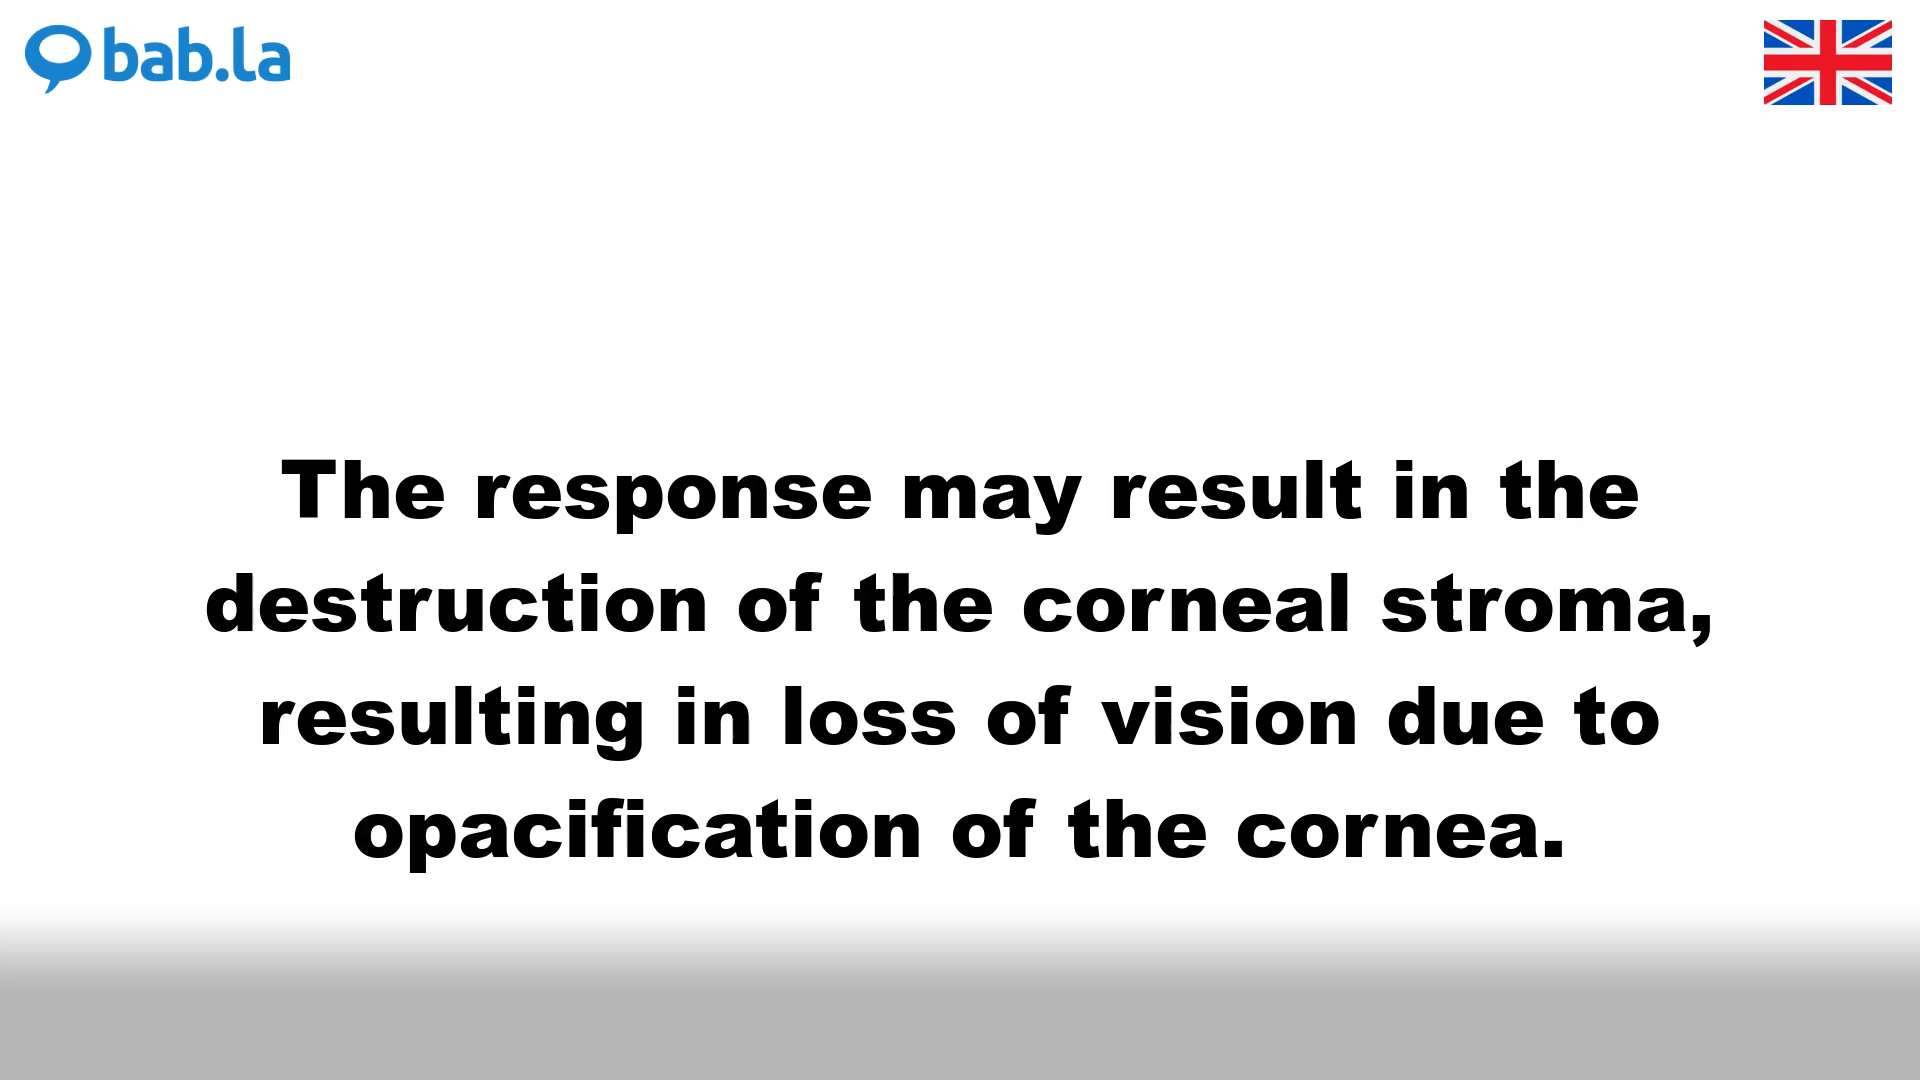 bab.la
The response may result in the
destruction of the corneal stroma,
resulting in loss of vision due to
opacification of the cornea.